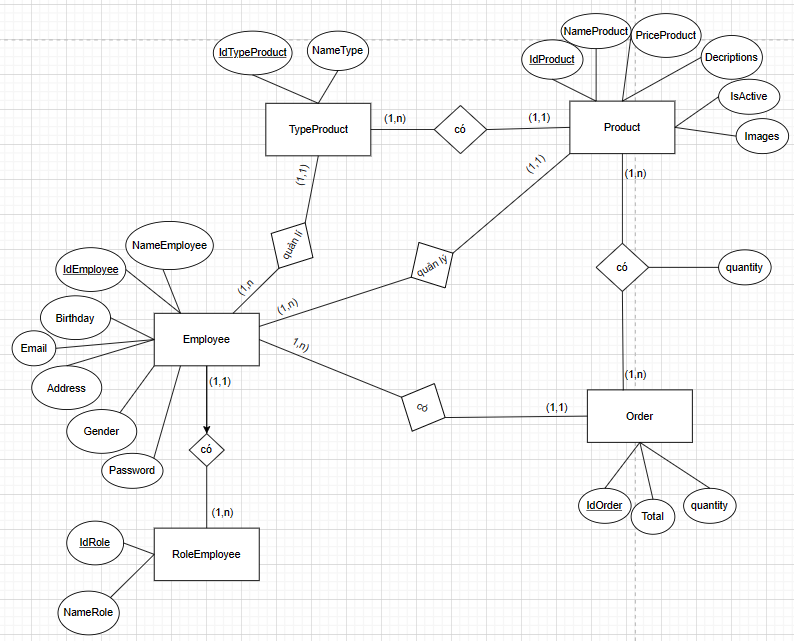 IdTypeProduct
NameType
NameProduct
PriceProduct
IdProduct
Decriptions
IsActive
Images
TypeProduct
(1,n)
có
(1,1)
Product
(1,1)
(1,1)
(1,n)
quản lí
quản lý
có
quantity
NameEmployee
IdEmployee
Birthday
Email
Address
Gender
Password
(1,n
(1,n)
Employee
1,n)
(1,1)
có
(1,1)
(1,n)
Order
có
(1,n)
IdOrder
Total
quantity
IdRole
NameRole
RoleEmployee